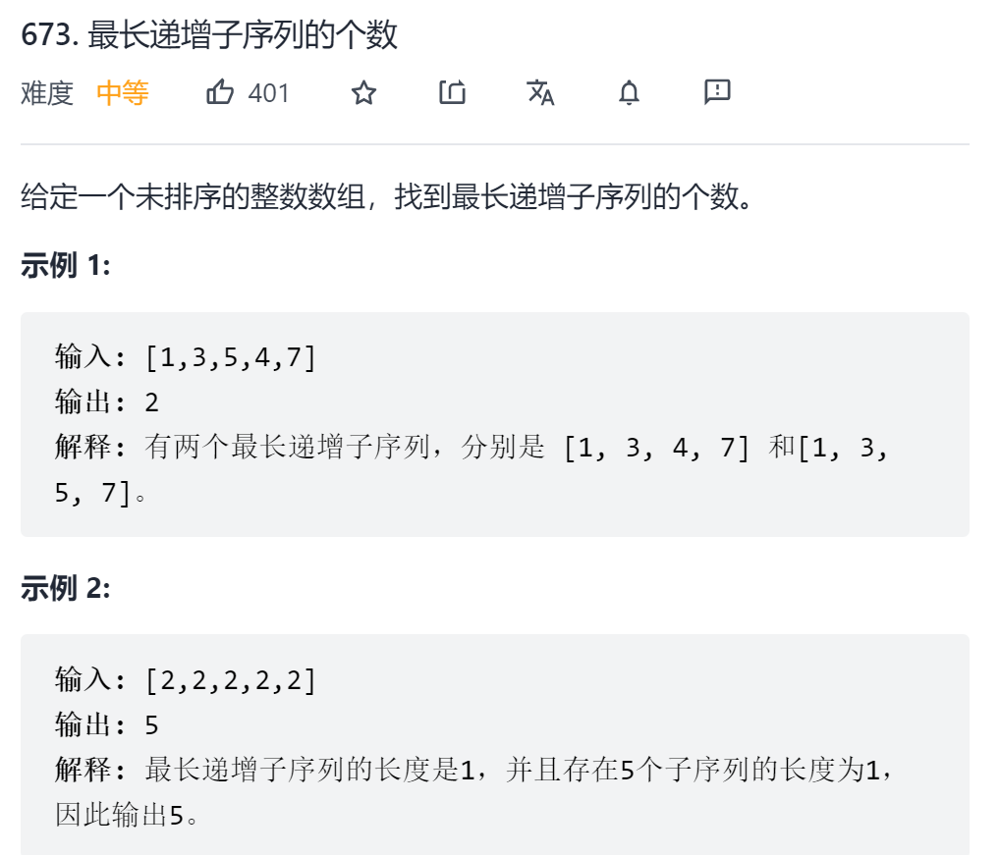 673. 最长递增子序列的个数
难度 中等 401
给定一个未排序的整数数组，找到最长递增子序列的个数。
示例 1:
输入: [1,3,5,4,7]
输出: 2
解释: 有两个最长递增子序列，分别是 [1, 3, 4, 7] 和[1, 3,
5, 7]。
示例 2:
输入: [2,2,2,2,2]
输出: 5
解释: 最长递增子序列的长度是1，并且存在5个子序列的长度为1，
因此输出5。